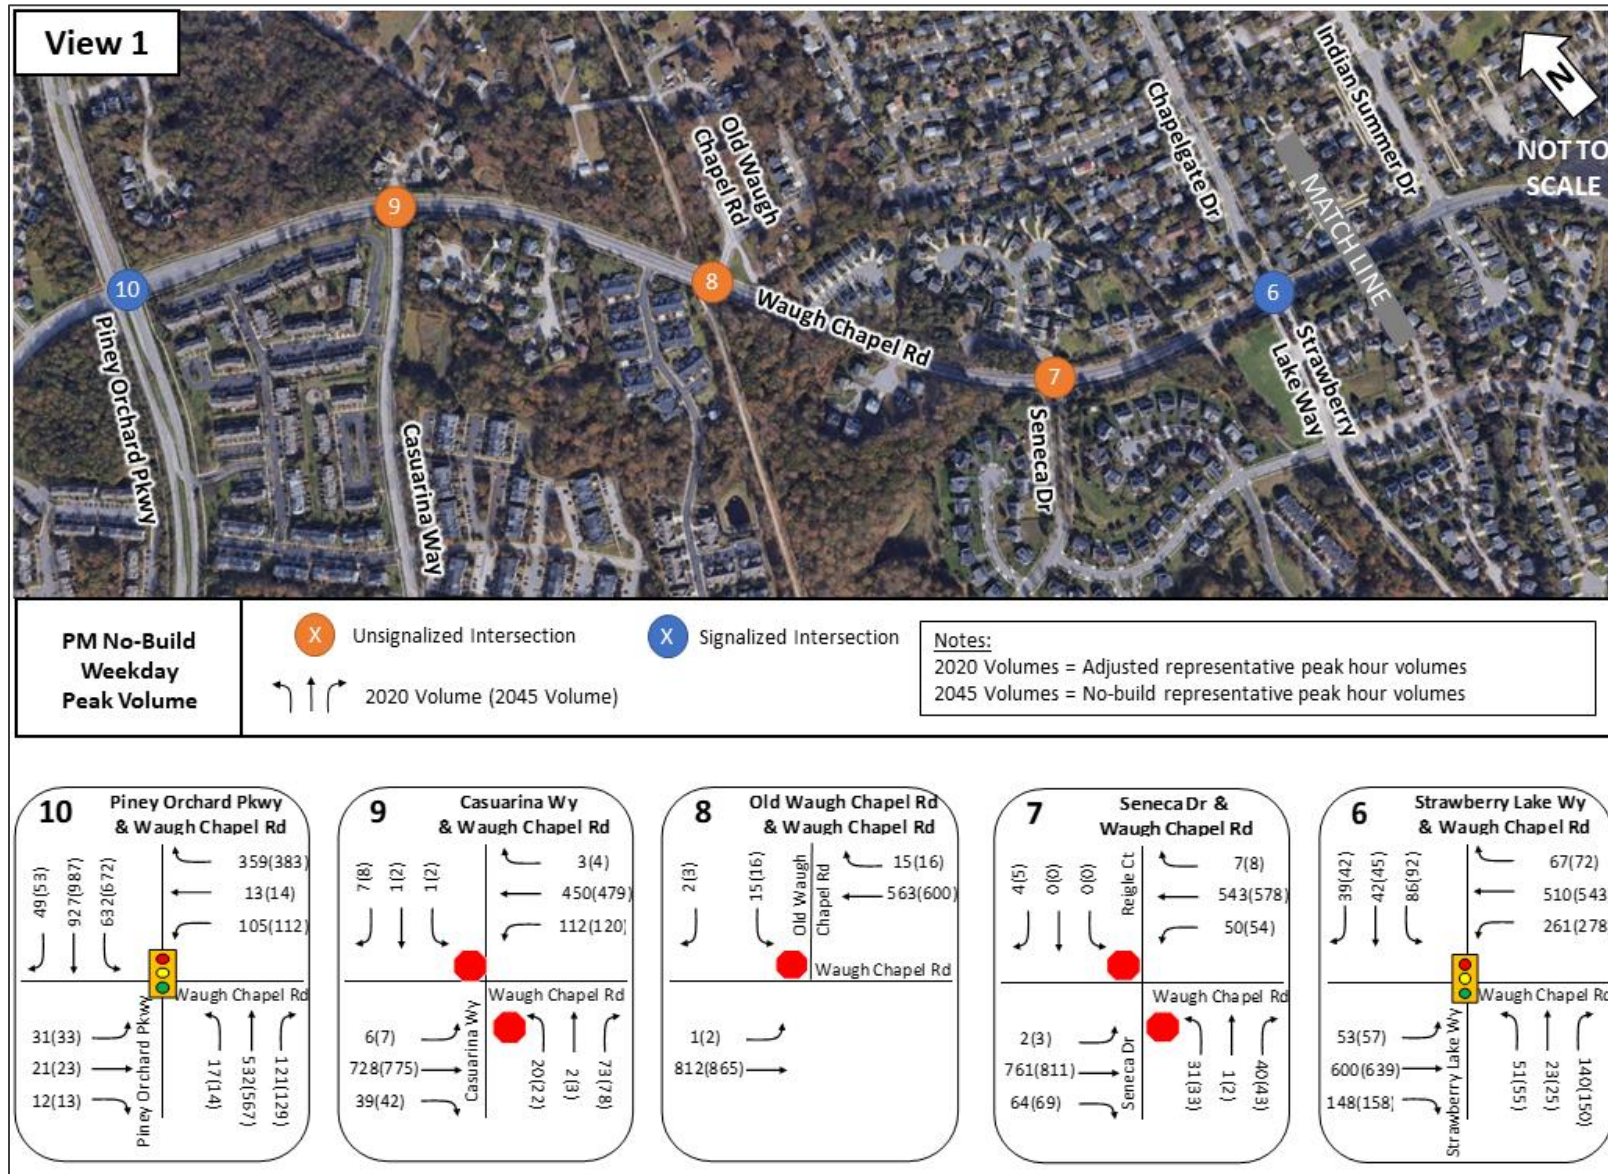 View 1
N
NOT TO
SCALE
Indian Summer Dr
Chapelgate Dr
Old Waugh
Chapel Rd
MATCH LINE
9
8
10
6
Waugh Chapel Rd
7
Strawberry
Lake Way
Piney Orchard Pkwy
Casuarina Way
Seneca Dr
PM No-Build
Weekday
Peak Volume
X Unsignalized Intersection
X Signalized Intersection
2020 Volume (2045 Volume)
Notes:
2020 Volumes = Adjusted representative peak hour volumes
2045 Volumes = No-build representative peak hour volumes
10
Piney Orchard Pkwy
& Waugh Chapel Rd
49(53)
927(987)
632(672)
359(383)
13(14)
105(112)
Waugh Chapel Rd
Piney Orchard Pkwy
31(33)
21(23)
12(13)
17(14)
532(567)
121(129)
9
Casuarina Wy
& Waugh Chapel Rd
7(8)
1(2)
1(2)
3(4)
450(479)
112(120)
Waugh Chapel Rd
Casuarina Wy
6(7)
728(775)
39(42)
20(22)
2(3)
73(78)
8
Old Waugh Chapel Rd
& Waugh Chapel Rd
2(3)
15(16)
Old Waugh
Chapel Rd
15(16)
563(600)
Waugh Chapel Rd
1(2)
812(865)
7
Seneca Dr &
Waugh Chapel Rd
4(5)
0(0)
0(0)
Reigle Ct
7(8)
543(578)
50(54)
Waugh Chapel Rd
Seneca Dr
2(3)
761(811)
64(69)
31(33)
1(2)
40(43)
6
Strawberry Lake Wy
& Waugh Chapel Rd
39(42)
42(45)
86(92)
67(72)
510(543
261(278
Waugh Chapel Rd
Strawberry Lake Wy
53(57)
600(639)
148(158)
51(55)
23(25)
140(150)